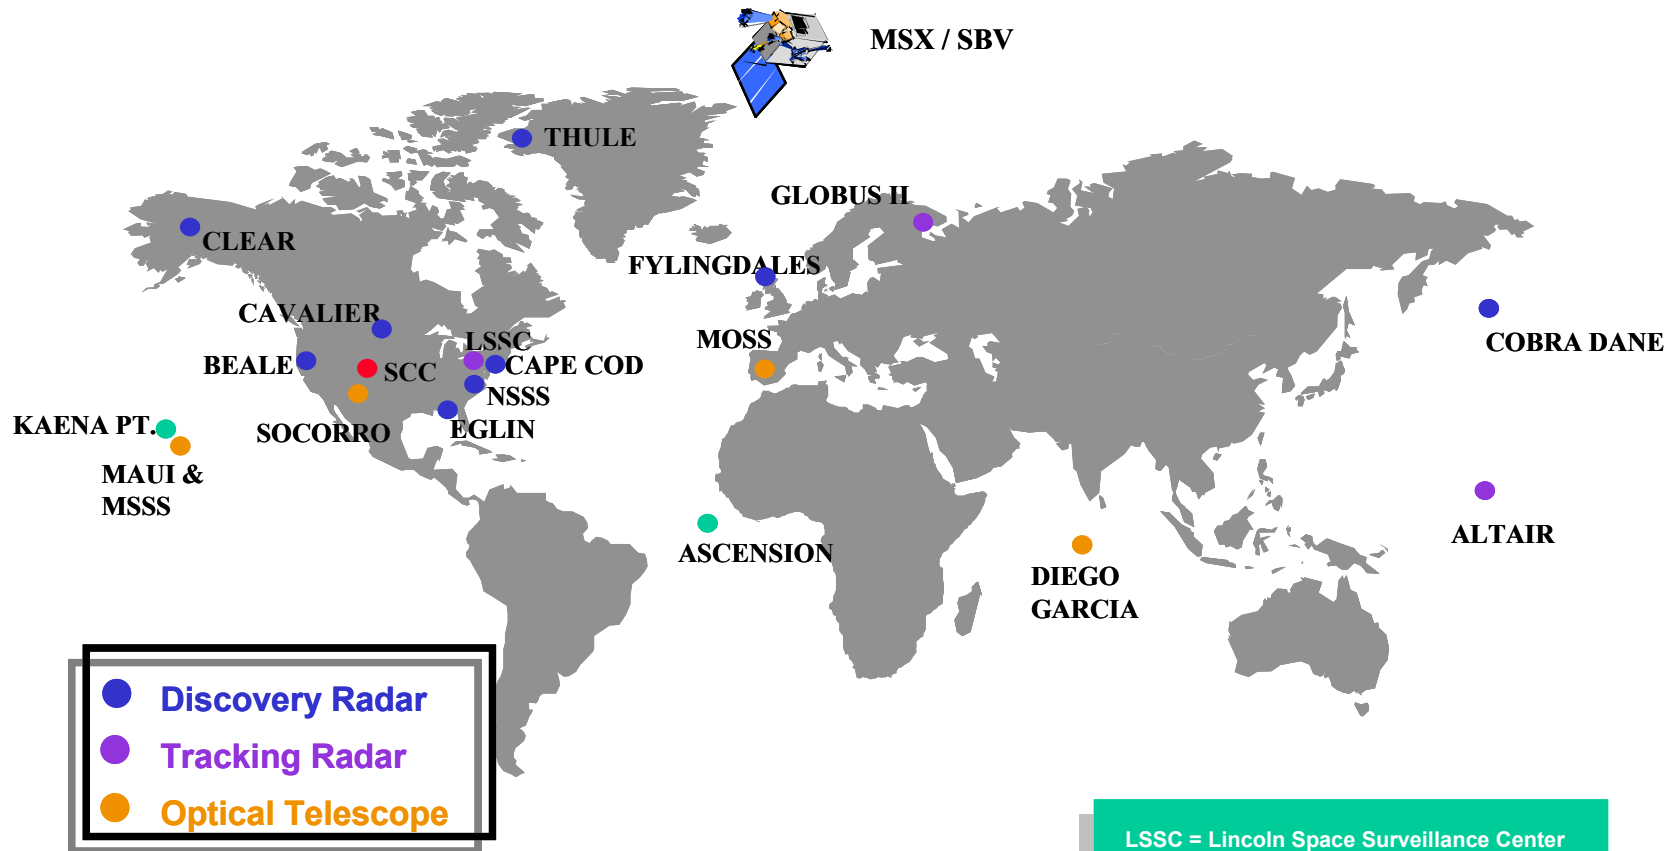 MSX / SBV
THULE
GLOBUS II
CLEAR
FYLINGDALES
CAVALIER
LSSC
MOSS
COBRA DANE
BEALE
SCC
CAPE COD
NSSS
KAENA PT.
SOCORRO
EGLIN
MAUI &
MSSS
ASCENSION
ALTAIR
DIEGO
GARCIA
Discovery Radar
Tracking Radar
Optical Telescope
LSSC = Lincoln Space Surveillance Center